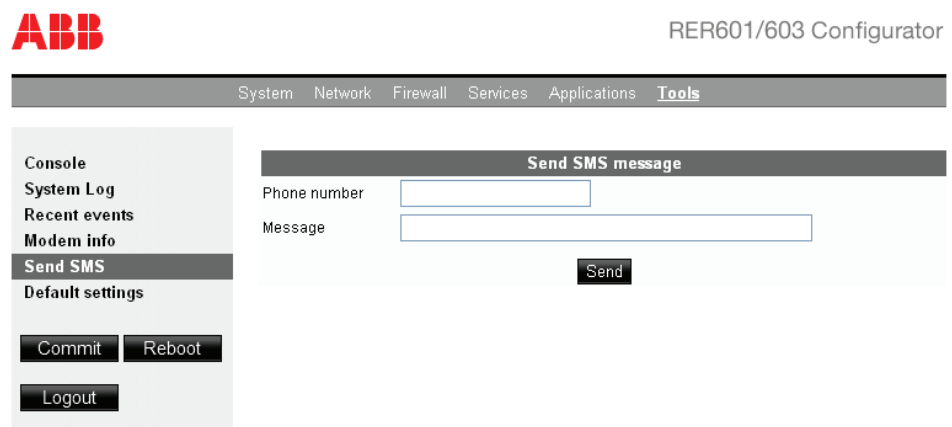 ABB
RER601/603 Configurator
System Network Firewall Services Applications Tools
Console
System Log
Recent events
Modem info
Send SMS
Default settings
Commit Reboot
Logout
Send SMS message
Phone number
Message
Send